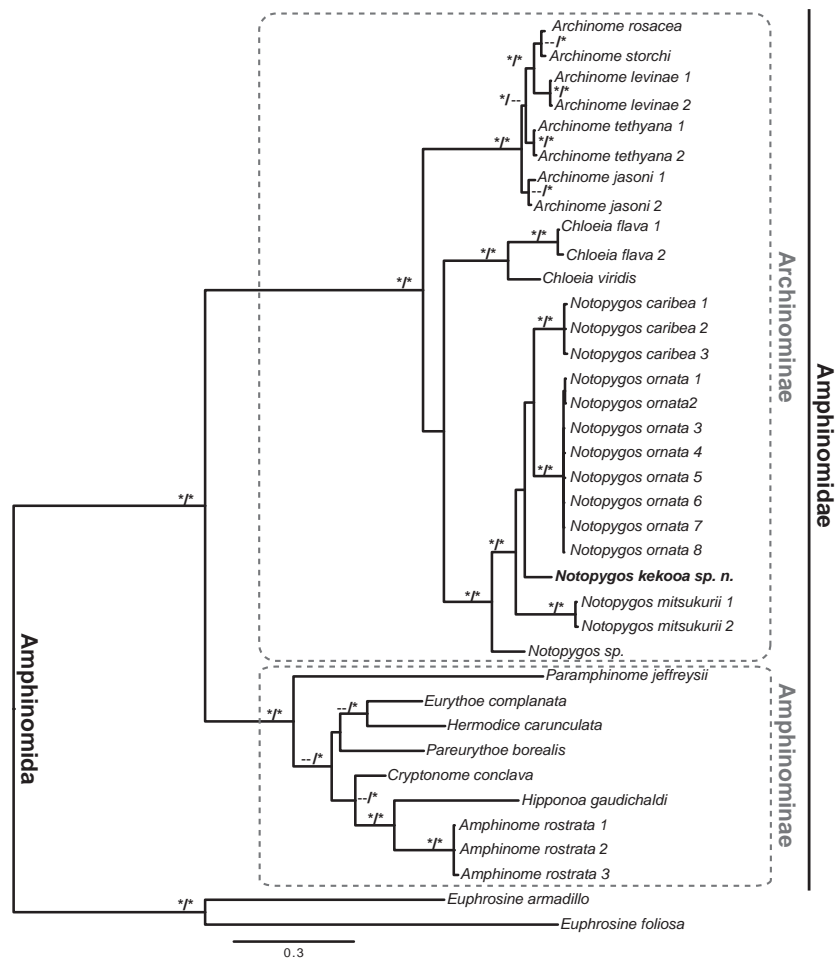 Archinome rosacea
--/*
Archinome storchi
*/*
Archinome levinae 1
*/*
Archinome levinae 2
*/--
Archinome tethyana 1
*/*
*/*
Archinome tethyana 2
Archinome jasoni 1
--/*
Archinome jasoni 2
Chloeia flava 1
*/*
Chloeia flava 2
*/*
Chloeia viridis
*/*
Notopygos caribea 1
*/*
Notopygos caribea 2
Notopygos caribea 3
Notopygos ornata 1
Notopygos ornata2
Notopygos ornata 3
Notopygos ornata 4
*/*
Notopygos ornata 5
Notopygos ornata 6
*/*
Notopygos ornata 7
Notopygos ornata 8
*/*
Notopygos kekooa sp. n.
*/*
Notopygos mitsukurii 1
*/*
Notopygos mitsukurii 2
Notopygos sp.
Archinominae
Amphinomidae
Paramphinome jeffreysii
Eurythoe complanata
--/*
*/*
Hermodice carunculata
Pareurythoe borealis
--/*
Cryptonome conclava
--/*
Hipponoa gaudichaldi
*/*
Amphinome rostrata 1
*/*
Amphinome rostrata 2
Amphinome rostrata 3
Amphinominae
Amphinomida
*/*
Euphrosine armadillo
Euphrosine foliosa
0.3